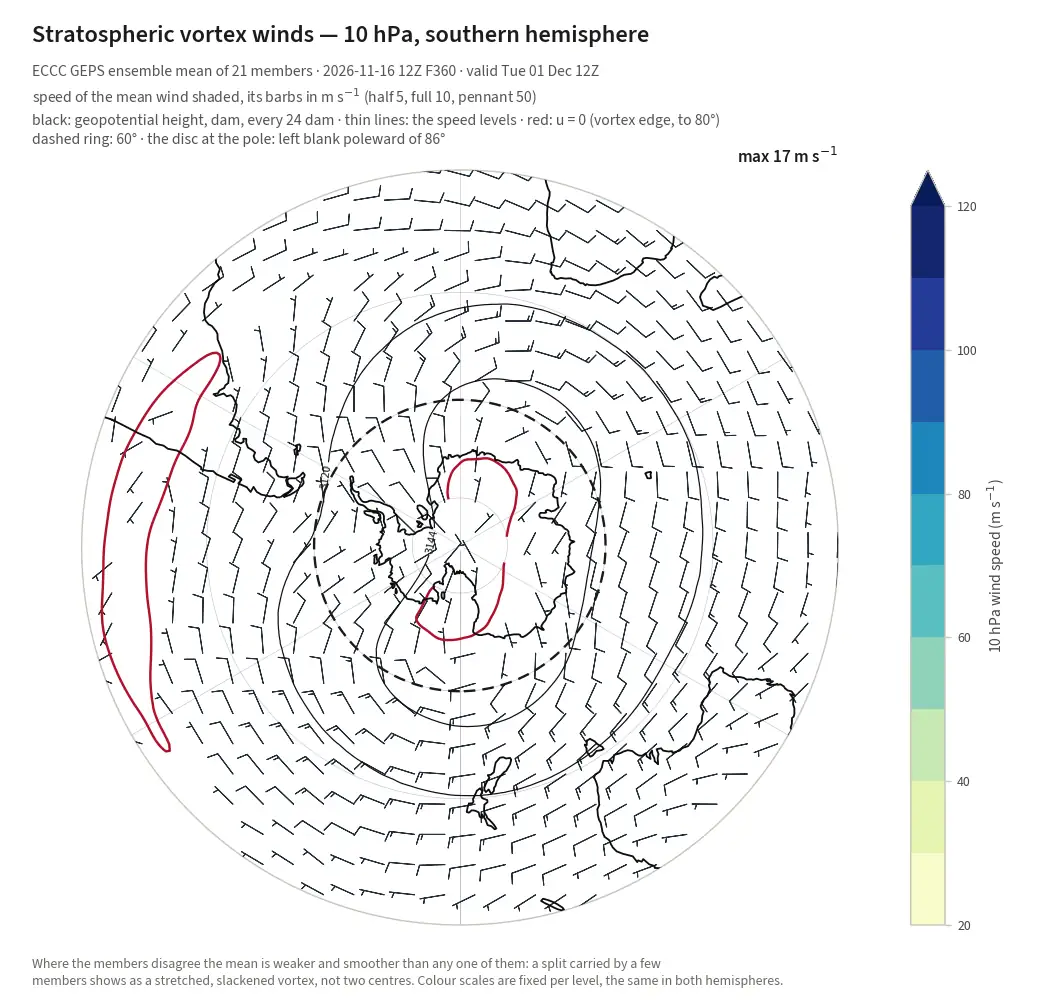 Stratospheric vortex winds — 10 hPa, southern hemisphere
ECCC GEPS ensemble mean of 21 members · 2026-11-16 12Z F360 · valid Tue 01 Dec 12Z
speed of the mean wind shaded, its barbs in m s⁻¹ (half 5, full 10, pennant 50)
black: geopotential height, dam, every 24 dam · thin lines: the speed levels · red: u = 0 (vortex edge, to 80°)
dashed ring: 60° · the disc at the pole: left blank poleward of 86°
max 17 m s⁻¹
120
100
80
60
40
20
10 hPa wind speed (m s⁻¹)
3120
3144
Where the members disagree the mean is weaker and smoother than any one of them: a split carried by a few
members shows as a stretched, slackened vortex, not two centres. Colour scales are fixed per level, the same in both hemispheres.